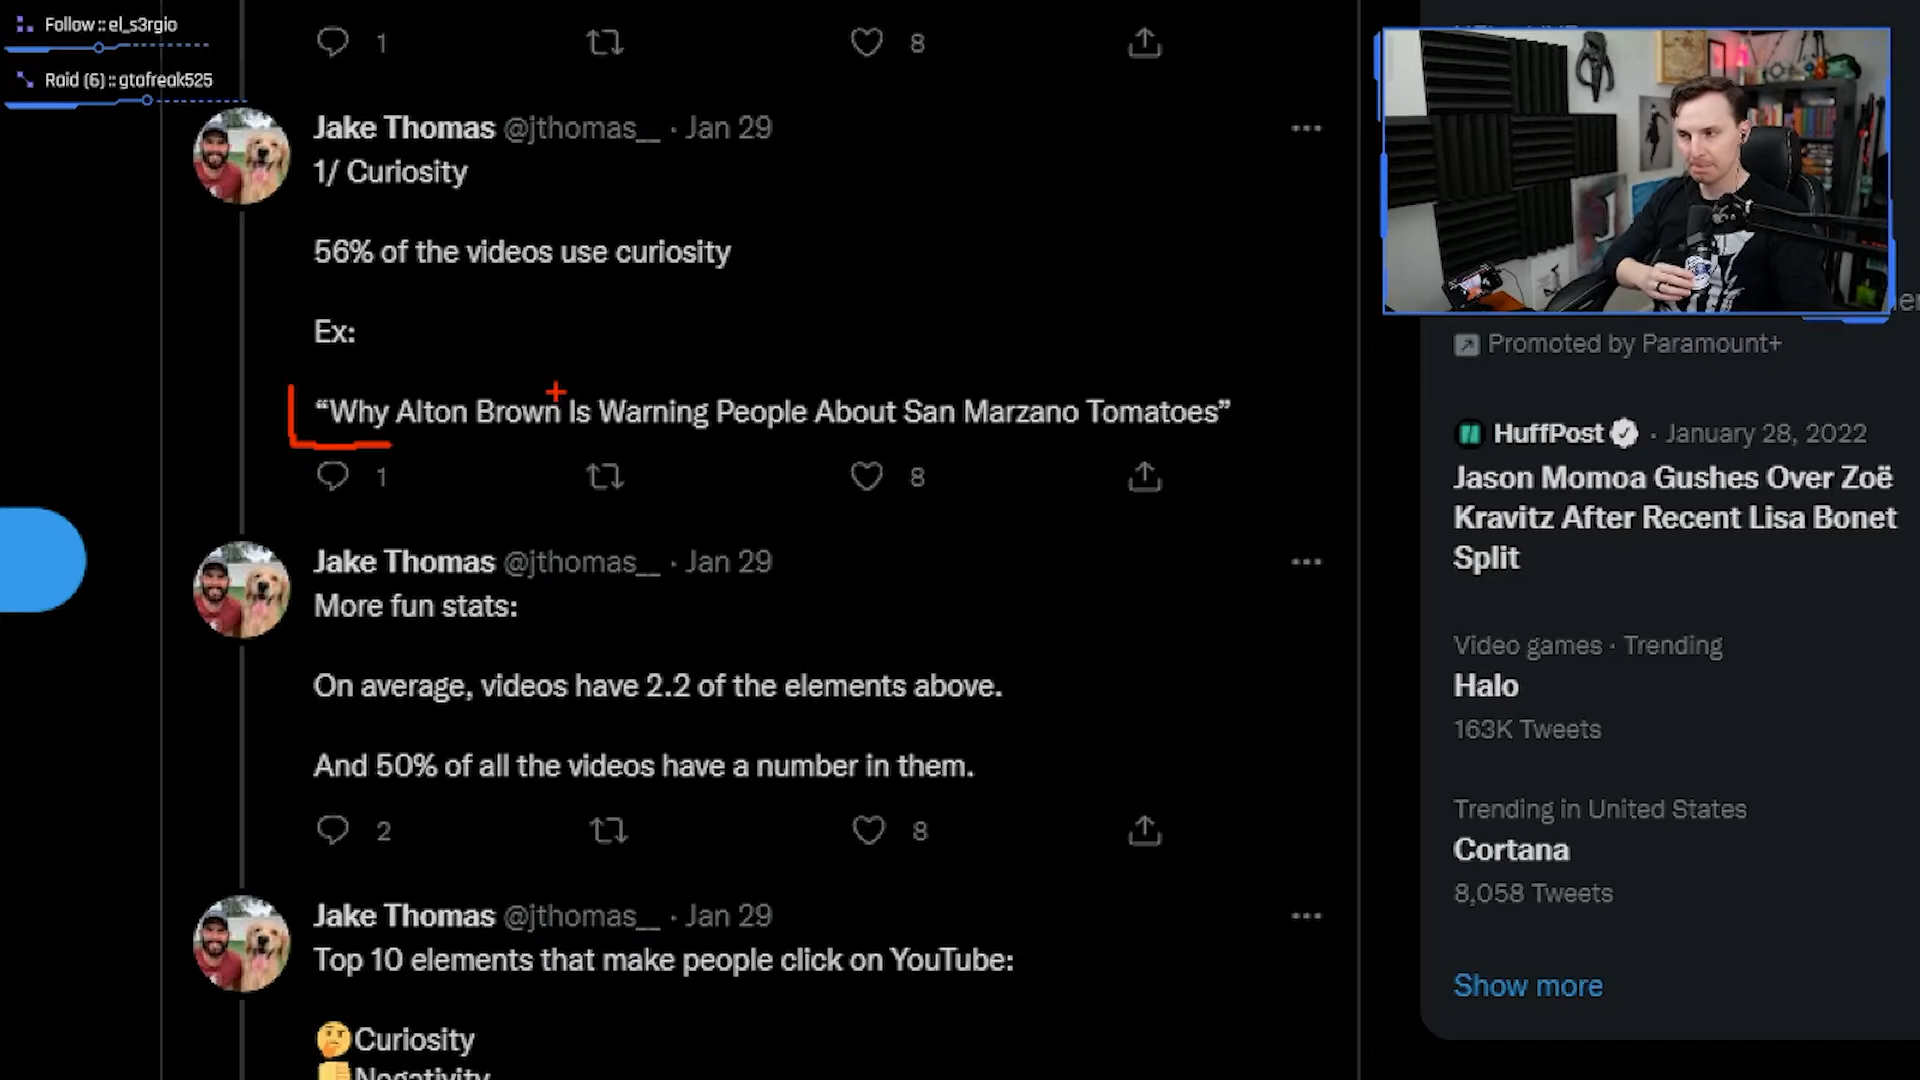 Follow :: el_s3rgio
Raid (6) :: gtafreak525
1
8
Jake Thomas @jthomas__ · Jan 29
1/ Curiosity
56% of the videos use curiosity
Ex:
“Why Alton Brown Is Warning People About San Marzano Tomatoes”
1
8
Jake Thomas @jthomas__ · Jan 29
More fun stats:
On average, videos have 2.2 of the elements above.
And 50% of all the videos have a number in them.
2
8
Jake Thomas @jthomas__ · Jan 29
Top 10 elements that make people click on YouTube:
🤔Curiosity
Negativity
Promoted by Paramount+
HuffPost · January 28, 2022
Jason Momoa Gushes Over Zoë
Kravitz After Recent Lisa Bonet
Split
Video games · Trending
Halo
163K Tweets
Trending in United States
Cortana
8,058 Tweets
Show more